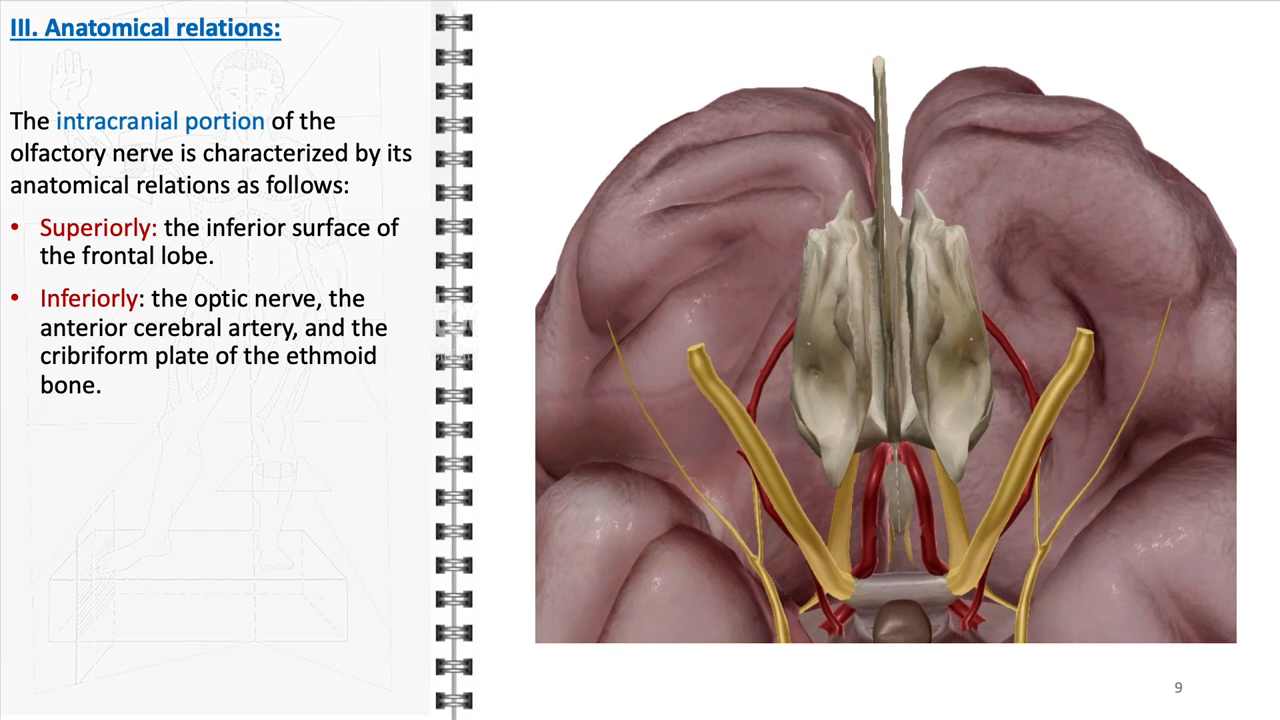 III. Anatomical relations:
The intracranial portion of the
olfactory nerve is characterized by its
anatomical relations as follows:
• Superiorly: the inferior surface of
the frontal lobe.
• Inferiorly: the optic nerve, the
anterior cerebral artery, and the
cribriform plate of the ethmoid
bone.
9